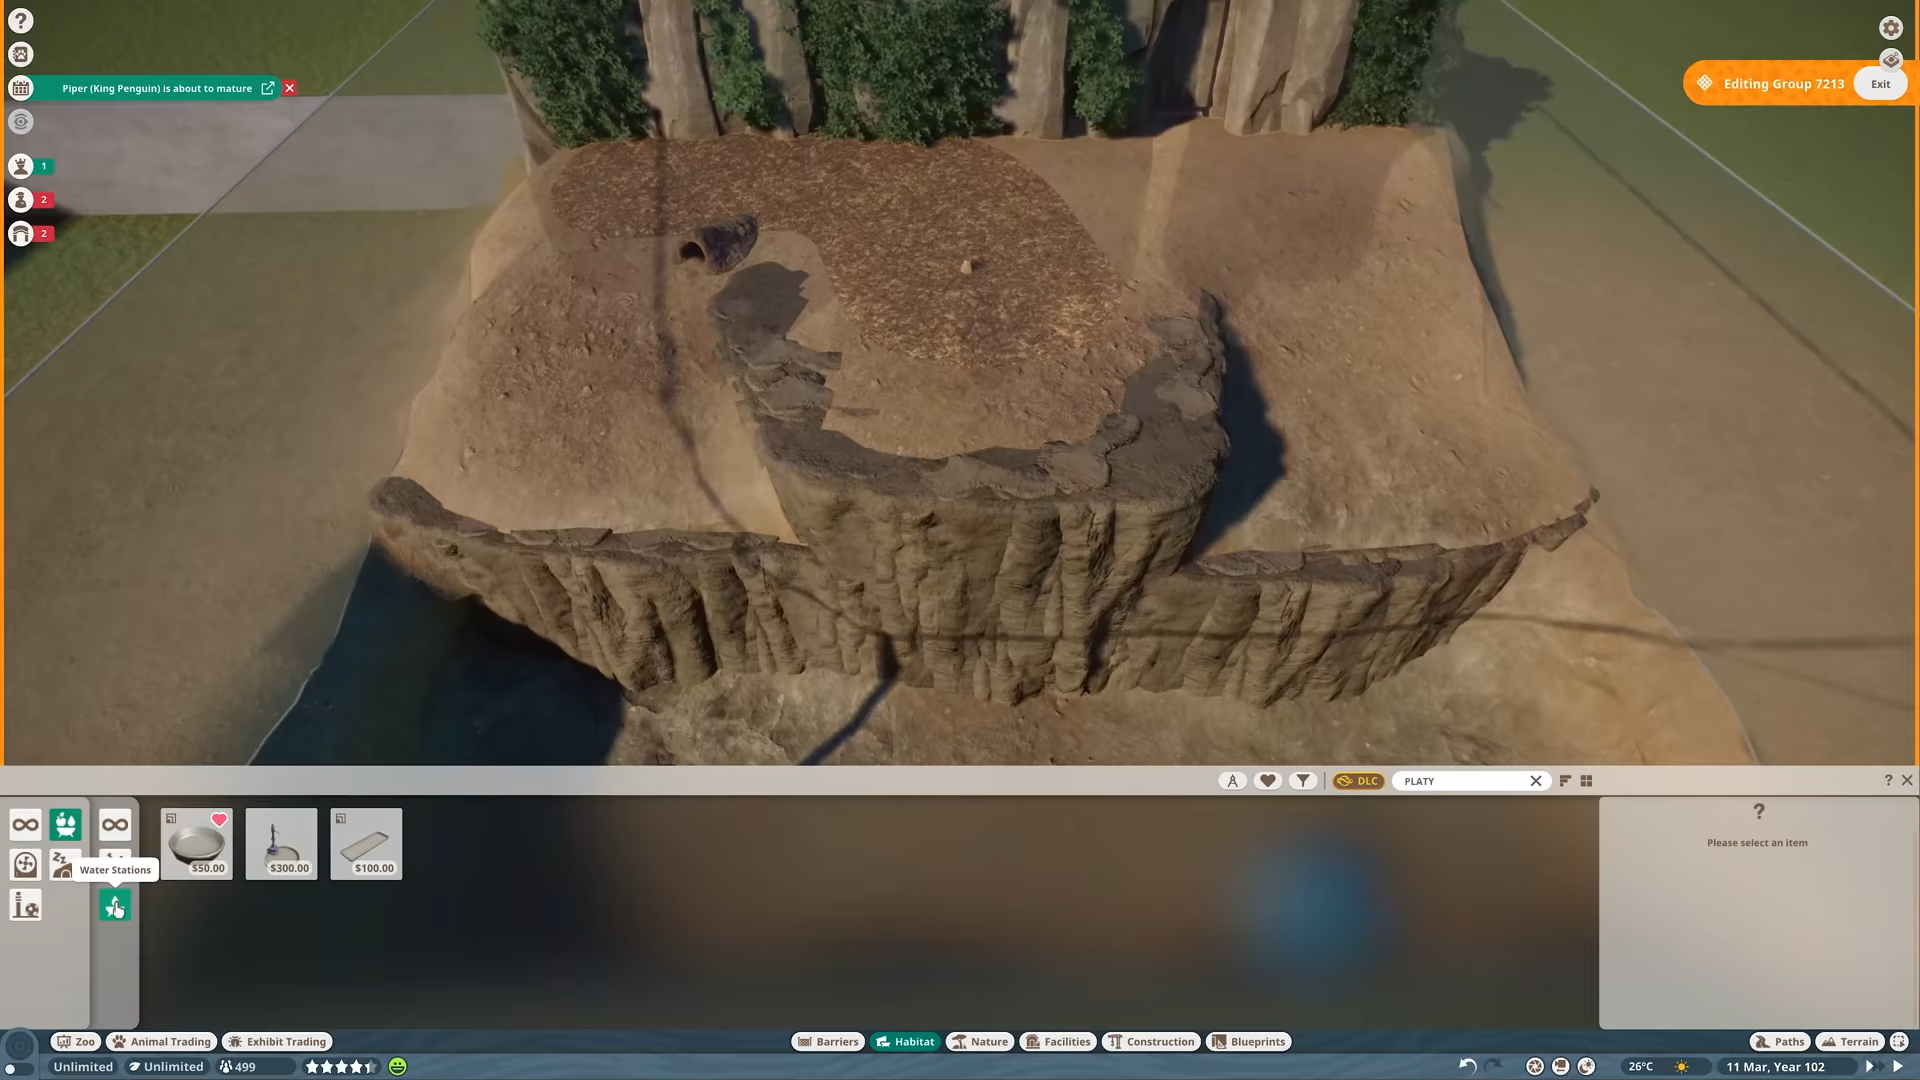 Piper (King Penguin) is about to mature
Editing Group 7213
Exit
1
2
2
DLC
PLATY
?
?
Please select an item
$50.00
$300.00
$100.00
Water Stations
Zoo
Animal Trading
Exhibit Trading
Barriers
Habitat
Nature
Facilities
Construction
Blueprints
Paths
Terrain
Unlimited
Unlimited
499
26°C
11 Mar, Year 102